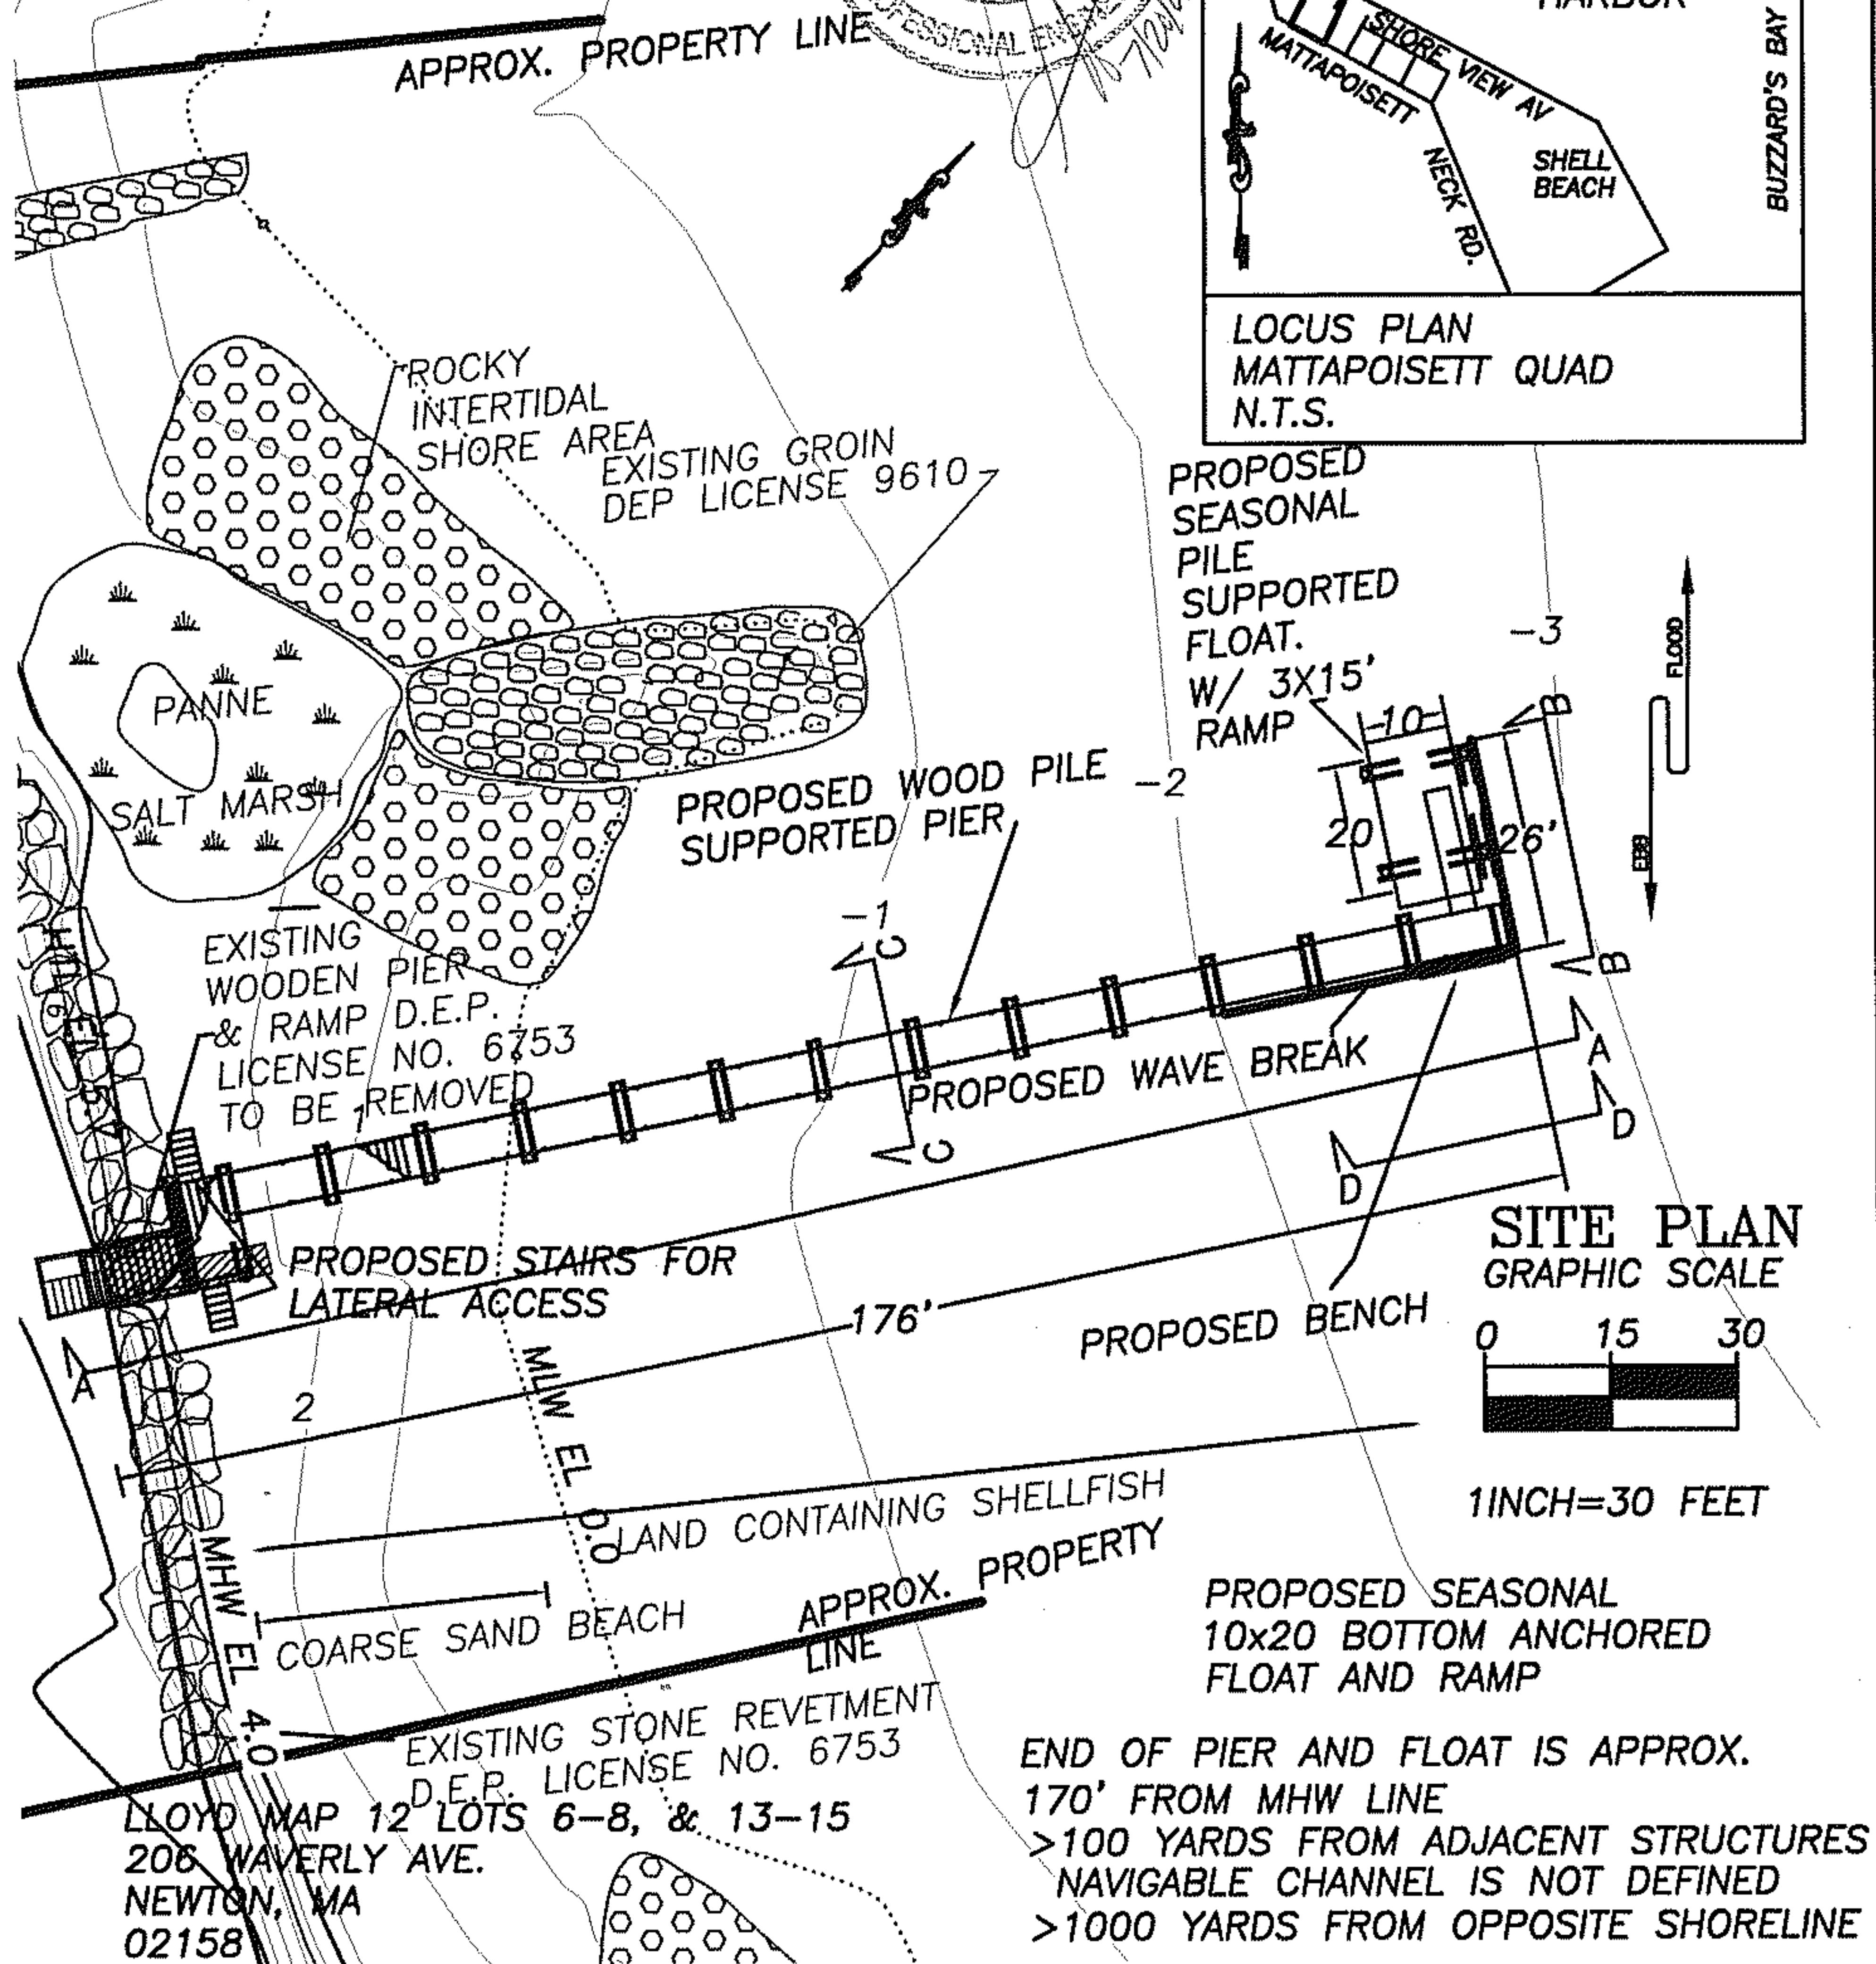 APPROX. PROPERTY LINE
PROFESSIONAL
HARBOR
BUZZARD'S BAY
SHORE VIEW AV
MATTAPOISETT
NECK RD.
SHELL
BEACH
LOCUS PLAN
MATTAPOISETT QUAD
N.T.S.
ROCKY
INTERTIDAL
SHORE AREA
EXISTING GROIN
DEP LICENSE 9610
PROPOSED
SEASONAL
PILE
SUPPORTED
FLOAT.
W/ 3X15'
RAMP
-3
FLOOD
EBB
10
20
26'
B
B
PANNE
SALT MARSH
PROPOSED WOOD PILE
SUPPORTED PIER
-2
-1
C
C
EXISTING
WOODEN PIER
& RAMP D.E.P.
LICENSE NO. 6753
TO BE REMOVED
1
PROPOSED WAVE BREAK
A
D
D
PROPOSED STAIRS FOR
LATERAL ACCESS
176'
PROPOSED BENCH
A
2
SITE PLAN
GRAPHIC SCALE
0 15 30
1INCH=30 FEET
MLW EL 0.0
LAND CONTAINING SHELLFISH
MHW EL 4.0
COARSE SAND BEACH
APPROX. PROPERTY
LINE
PROPOSED SEASONAL
10x20 BOTTOM ANCHORED
FLOAT AND RAMP
EXISTING STONE REVETMENT
D.E.P. LICENSE NO. 6753
LLOYD MAP 12 LOTS 6-8, & 13-15
206 WAVERLY AVE.
NEWTON, MA
02158
END OF PIER AND FLOAT IS APPROX.
170' FROM MHW LINE
>100 YARDS FROM ADJACENT STRUCTURES
NAVIGABLE CHANNEL IS NOT DEFINED
>1000 YARDS FROM OPPOSITE SHORELINE